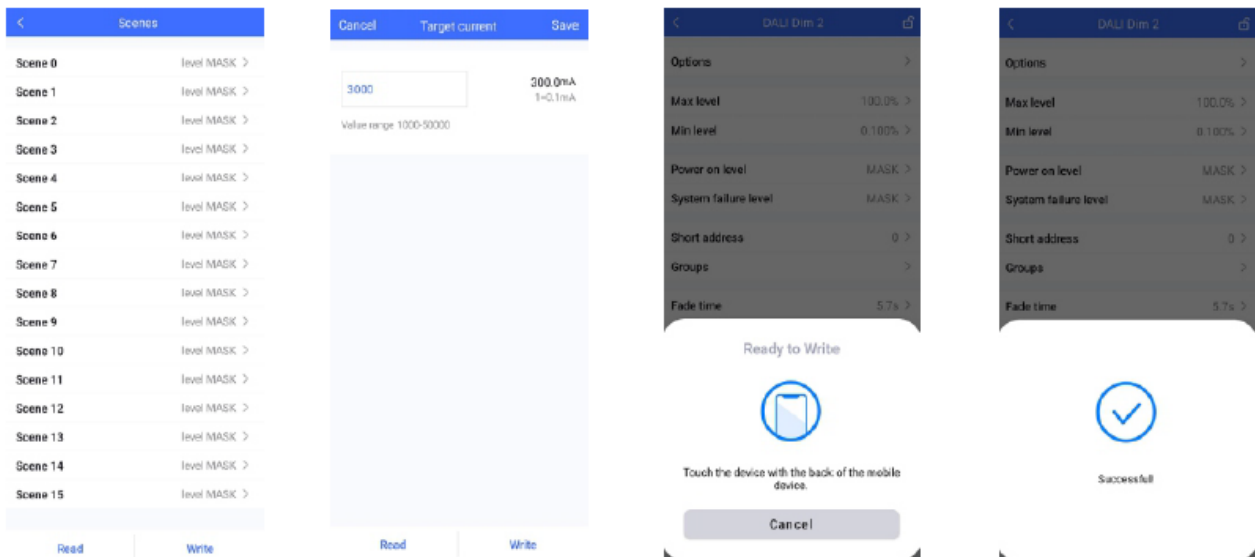 Scenes
Scene 0 level MASK >
Scene 1 level MASK >
Scene 2 level MASK >
Scene 3 level MASK >
Scene 4 level MASK >
Scene 5 level MASK >
Scene 6 level MASK >
Scene 7 level MASK >
Scene 8 level MASK >
Scene 9 level MASK >
Scene 10 level MASK >
Scene 11 level MASK >
Scene 12 level MASK >
Scene 13 level MASK >
Scene 14 level MASK >
Scene 15 level MASK >
Read Write
Cancel Target current Save
3000 300.0mA
1=0.1mA
Value range 1000-50000
Read Write
DALI Dim 2
Options >
Max level 100.0% >
Min level 0.100% >
Power on level MASK >
System failure level MASK >
Short address 0 >
Groups >
Fade time 5.7s >
Ready to Write
Touch the device with the back of the mobile
device.
Cancel
DALI Dim 2
Options >
Max level 100.0% >
Min level 0.100% >
Power on level MASK >
System failure level MASK >
Short address 0 >
Groups >
Fade time 5.7s >
Successfull